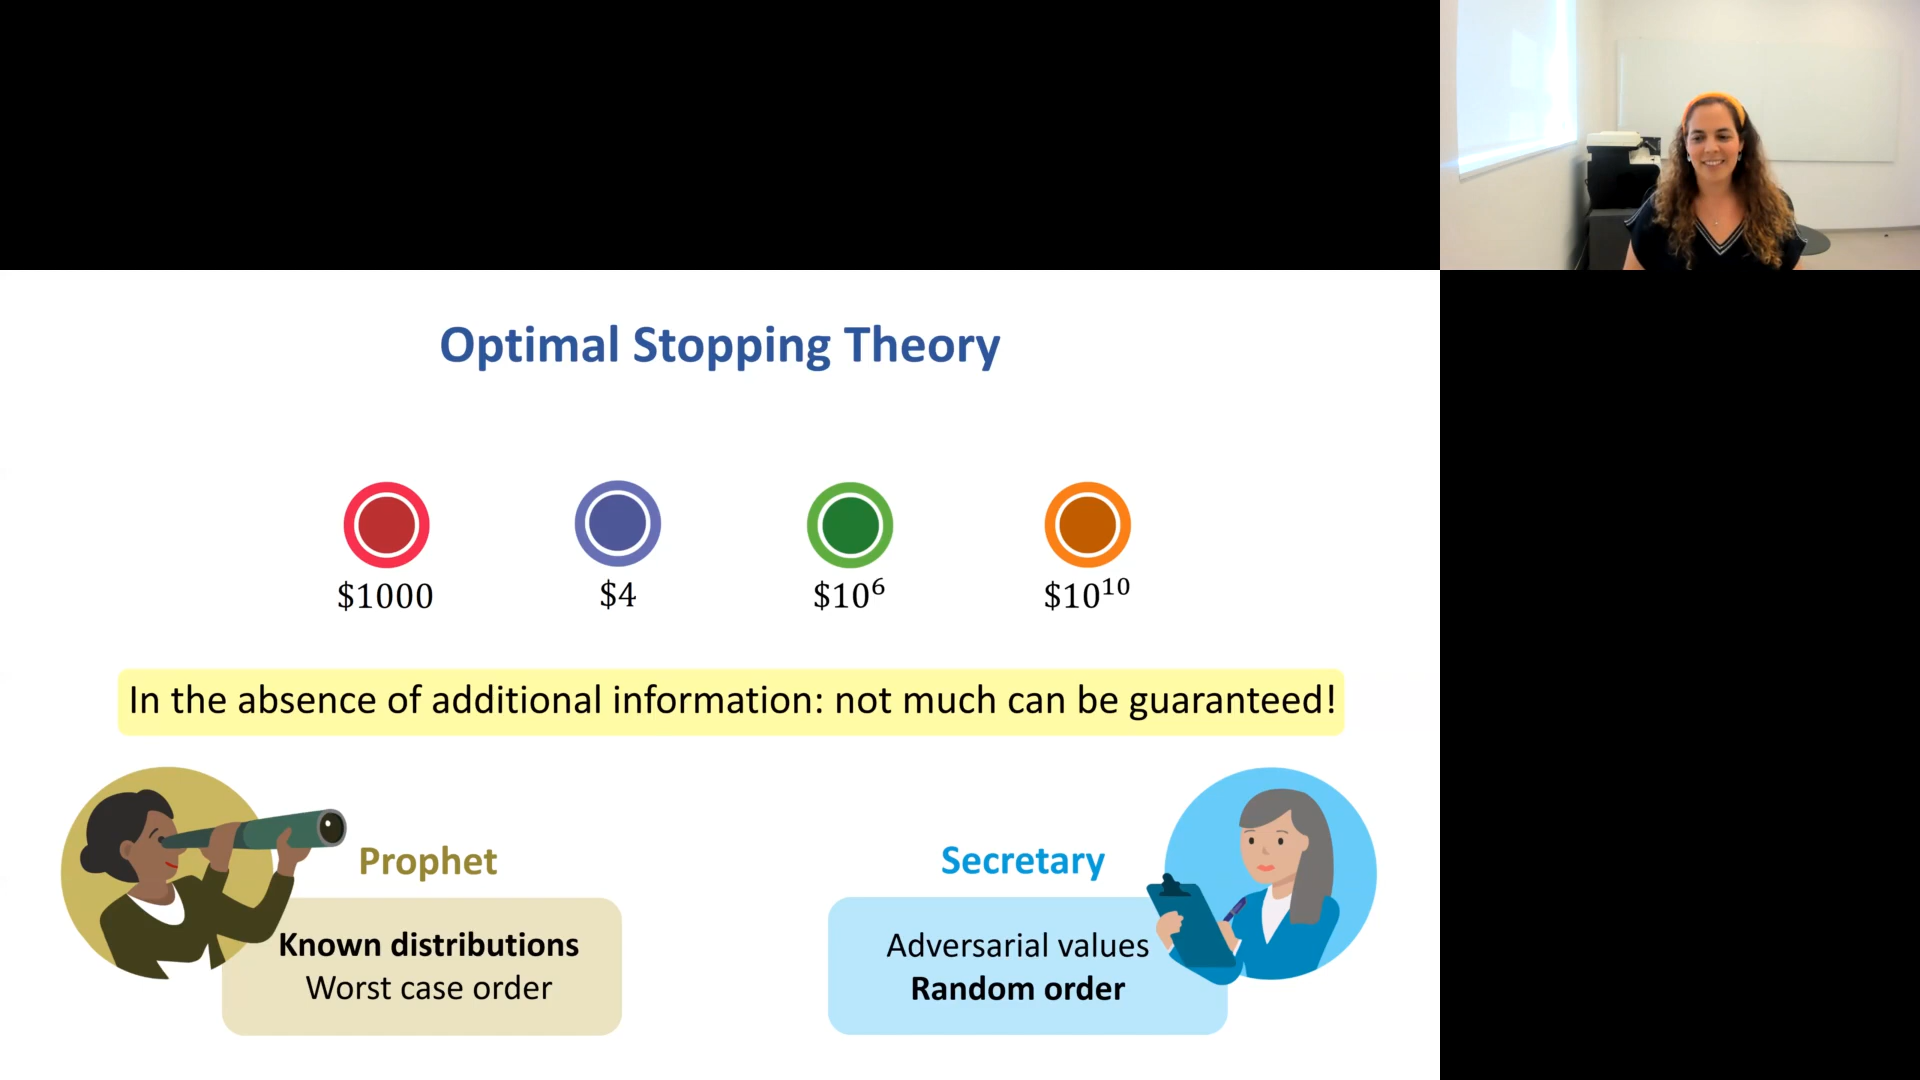 Optimal Stopping Theory
$1000 $4 $10⁶ $10¹⁰
In the absence of additional information: not much can be guaranteed!
Prophet
Known distributions
Worst case order
Secretary
Adversarial values
Random order